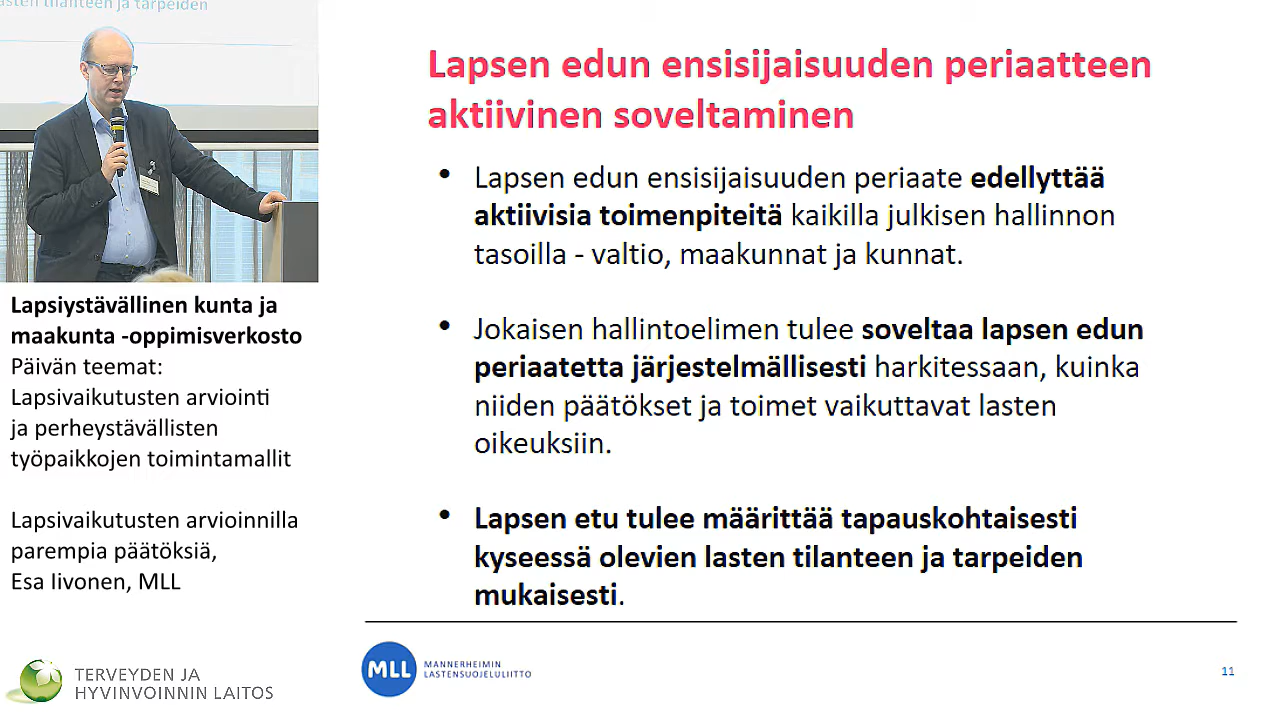 lasten tilanteen ja tarpeiden
Lapsiystävällinen kunta ja
maakunta -oppimisverkosto
Päivän teemat:
Lapsivaikutusten arviointi
ja perheystävällisten
työpaikkojen toimintamallit
Lapsivaikutusten arvioinnilla
parempia päätöksiä,
Esa Iivonen, MLL
TERVEYDEN JA
HYVINVOINNIN LAITOS
Lapsen edun ensisijaisuuden periaatteen
aktiivinen soveltaminen
• Lapsen edun ensisijaisuuden periaate edellyttää
aktiivisia toimenpiteitä kaikilla julkisen hallinnon
tasoilla - valtio, maakunnat ja kunnat.
• Jokaisen hallintoelimen tulee soveltaa lapsen edun
periaatetta järjestelmällisesti harkitessaan, kuinka
niiden päätökset ja toimet vaikuttavat lasten
oikeuksiin.
• Lapsen etu tulee määrittää tapauskohtaisesti
kyseessä olevien lasten tilanteen ja tarpeiden
mukaisesti.
MLL
MANNERHEIMIN
LASTENSUOJELULIITTO
11